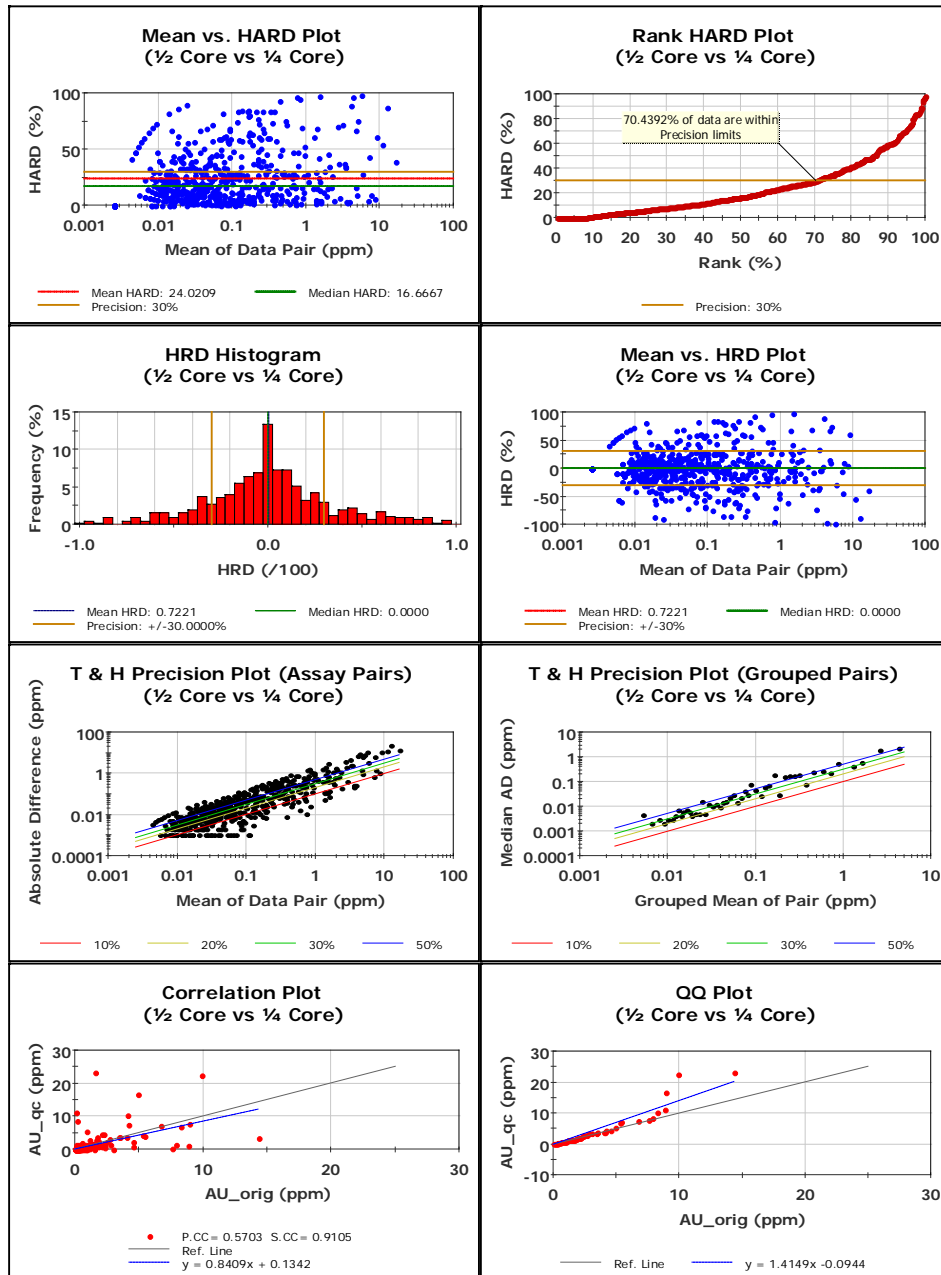 Mean vs. HARD Plot
(½ Core vs ¼ Core)
HARD (%)
100
50
0
0.001
0.01
0.1
1
10
100
Mean of Data Pair (ppm)
Mean HARD: 24.0209
Median HARD: 16.6667
Precision: 30%
Rank HARD Plot
(½ Core vs ¼ Core)
HARD (%)
100
80
60
40
20
0
70.4392% of data are within
Precision limits
0
10
20
30
40
50
60
70
80
90
100
Rank (%)
Precision: 30%
HRD Histogram
(½ Core vs ¼ Core)
Frequency (%)
15
10
5
0
-1.0
0.0
1.0
HRD (/100)
Mean HRD: 0.7221
Median HRD: 0.0000
Precision: +/-30.0000%
Mean vs. HRD Plot
(½ Core vs ¼ Core)
HRD (%)
100
50
0
-50
-100
0.001
0.01
0.1
1
10
100
Mean of Data Pair (ppm)
Mean HRD: 0.7221
Median HRD: 0.0000
Precision: +/-30%
T & H Precision Plot (Assay Pairs)
(½ Core vs ¼ Core)
Absolute Difference (ppm)
100
1
0.01
0.0001
0.001
0.01
0.1
1
10
100
Mean of Data Pair (ppm)
10%
20%
30%
50%
T & H Precision Plot (Grouped Pairs)
(½ Core vs ¼ Core)
Median AD (ppm)
10
1
0.1
0.01
0.001
0.0001
0.001
0.01
0.1
1
10
Grouped Mean of Pair (ppm)
10%
20%
30%
50%
Correlation Plot
(½ Core vs ¼ Core)
AU_qc (ppm)
30
20
10
0
0
10
20
30
AU_orig (ppm)
P.CC= 0.5703 S.CC= 0.9105
Ref. Line
y = 0.8409x + 0.1342
QQ Plot
(½ Core vs ¼ Core)
AU_qc (ppm)
30
20
10
0
-10
0
10
20
30
AU_orig (ppm)
Ref. Line
y = 1.4149x -0.0944